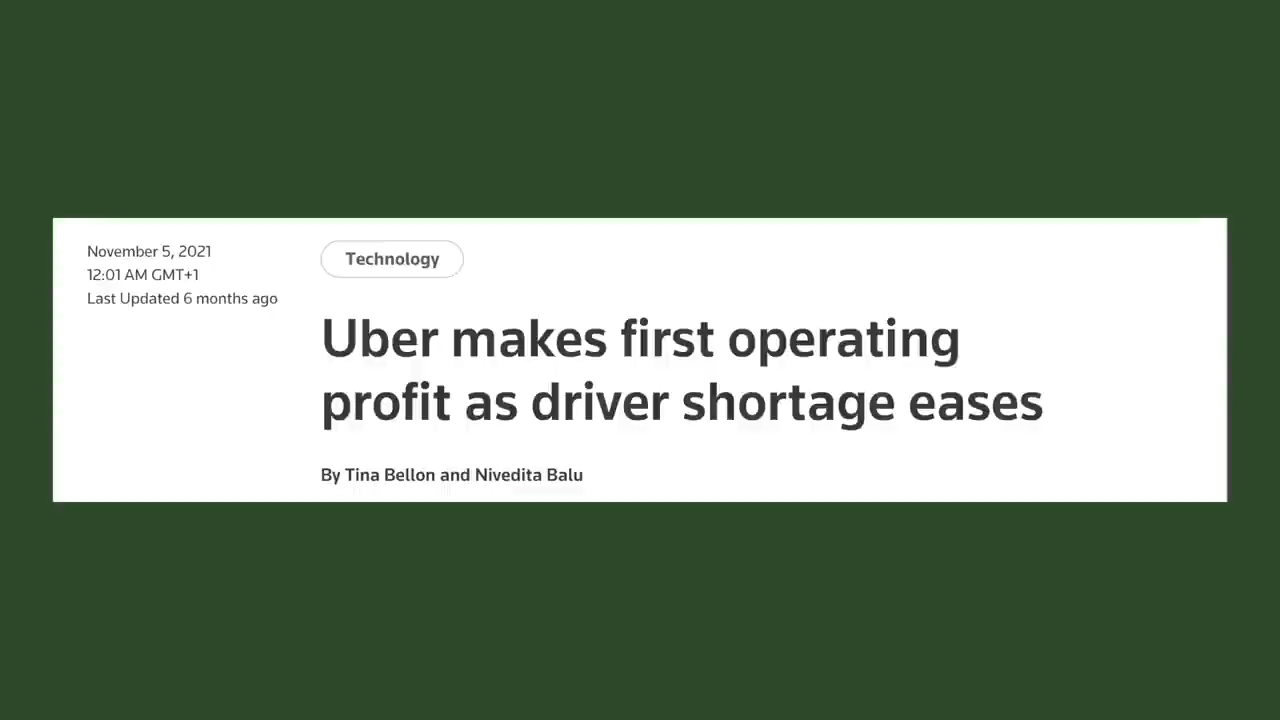 November 5, 2021
12:01 AM GMT+1
Last Updated 6 months ago
Technology
Uber makes first operating
profit as driver shortage eases
By Tina Bellon and Nivedita Balu